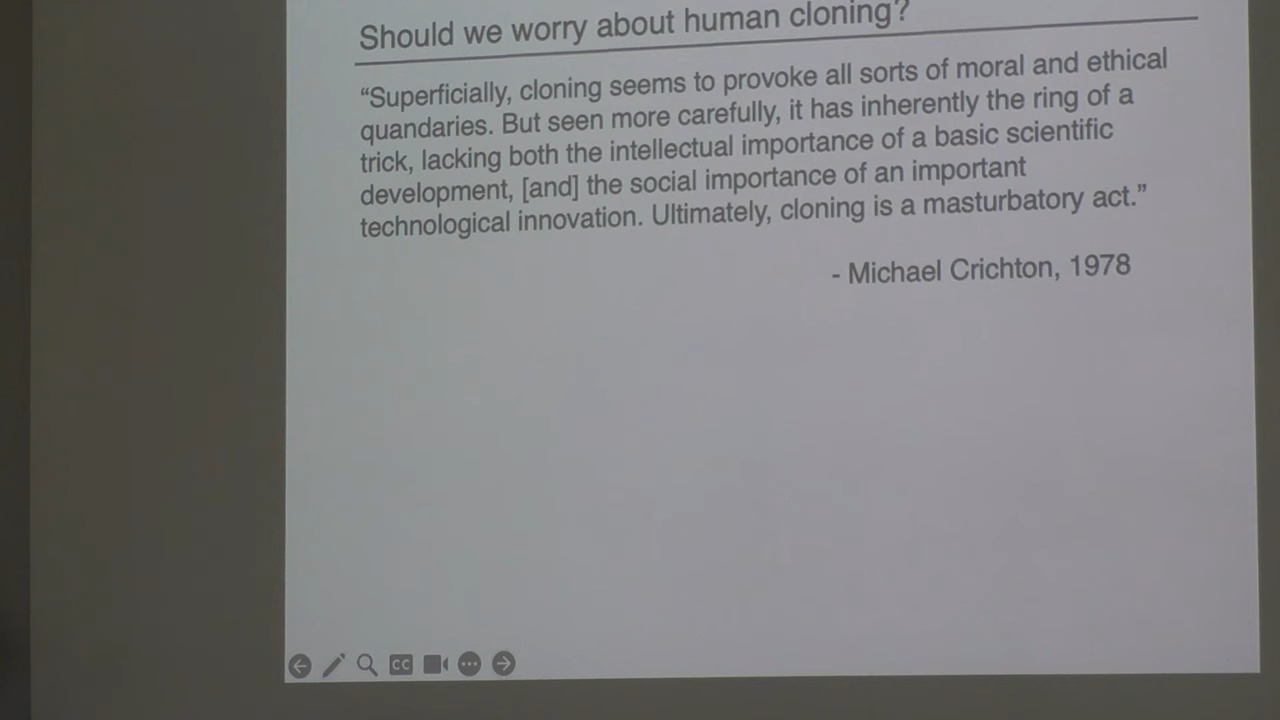 Should we worry about human cloning?
“Superficially, cloning seems to provoke all sorts of moral and ethical
quandaries. But seen more carefully, it has inherently the ring of a
trick, lacking both the intellectual importance of a basic scientific
development, [and] the social importance of an important
technological innovation. Ultimately, cloning is a masturbatory act.”
- Michael Crichton, 1978
CC